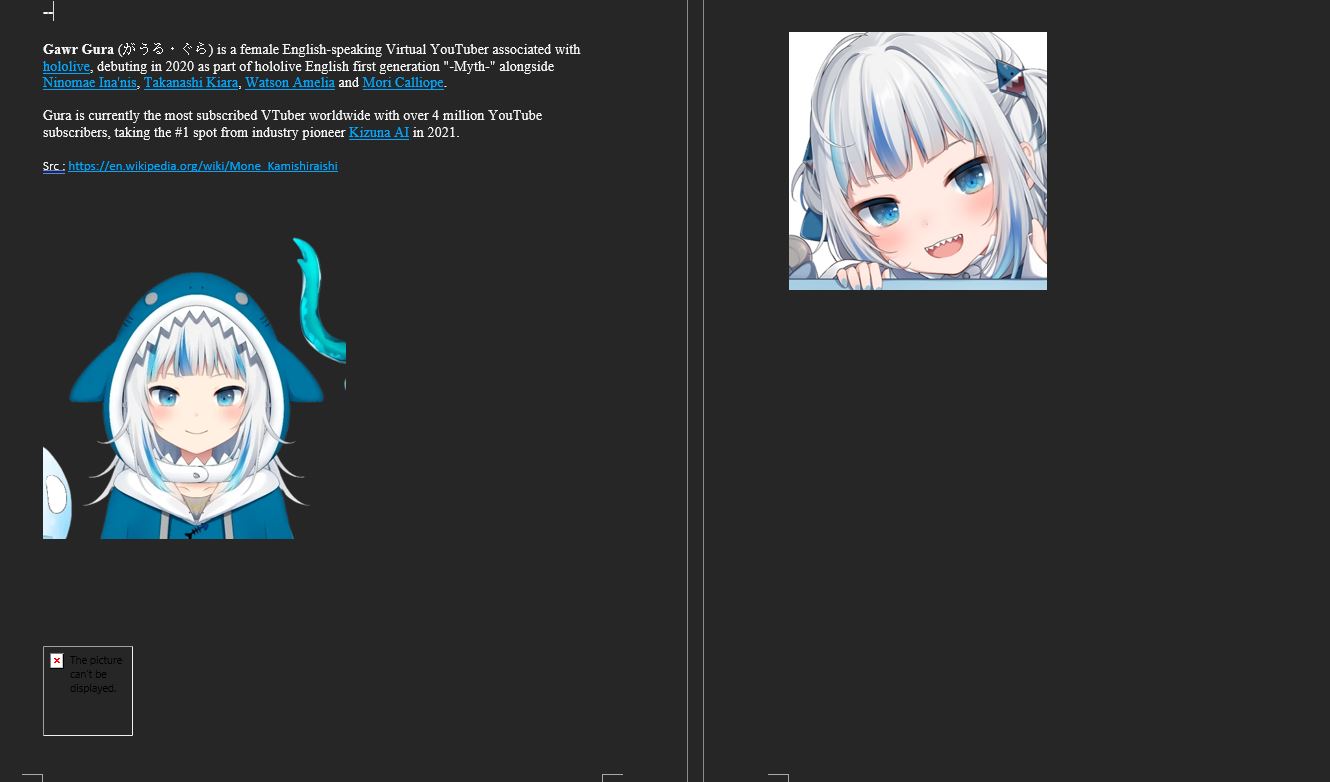 --
Gawr Gura (がうる・ぐら) is a female English-speaking Virtual YouTuber associated with
hololive, debuting in 2020 as part of hololive English first generation "-Myth-" alongside
Ninomae Ina'nis, Takanashi Kiara, Watson Amelia and Mori Calliope.
Gura is currently the most subscribed VTuber worldwide with over 4 million YouTube
subscribers, taking the #1 spot from industry pioneer Kizuna AI in 2021.
Src : https://en.wikipedia.org/wiki/Mone_Kamishiraishi
The picture
can't be
displayed.